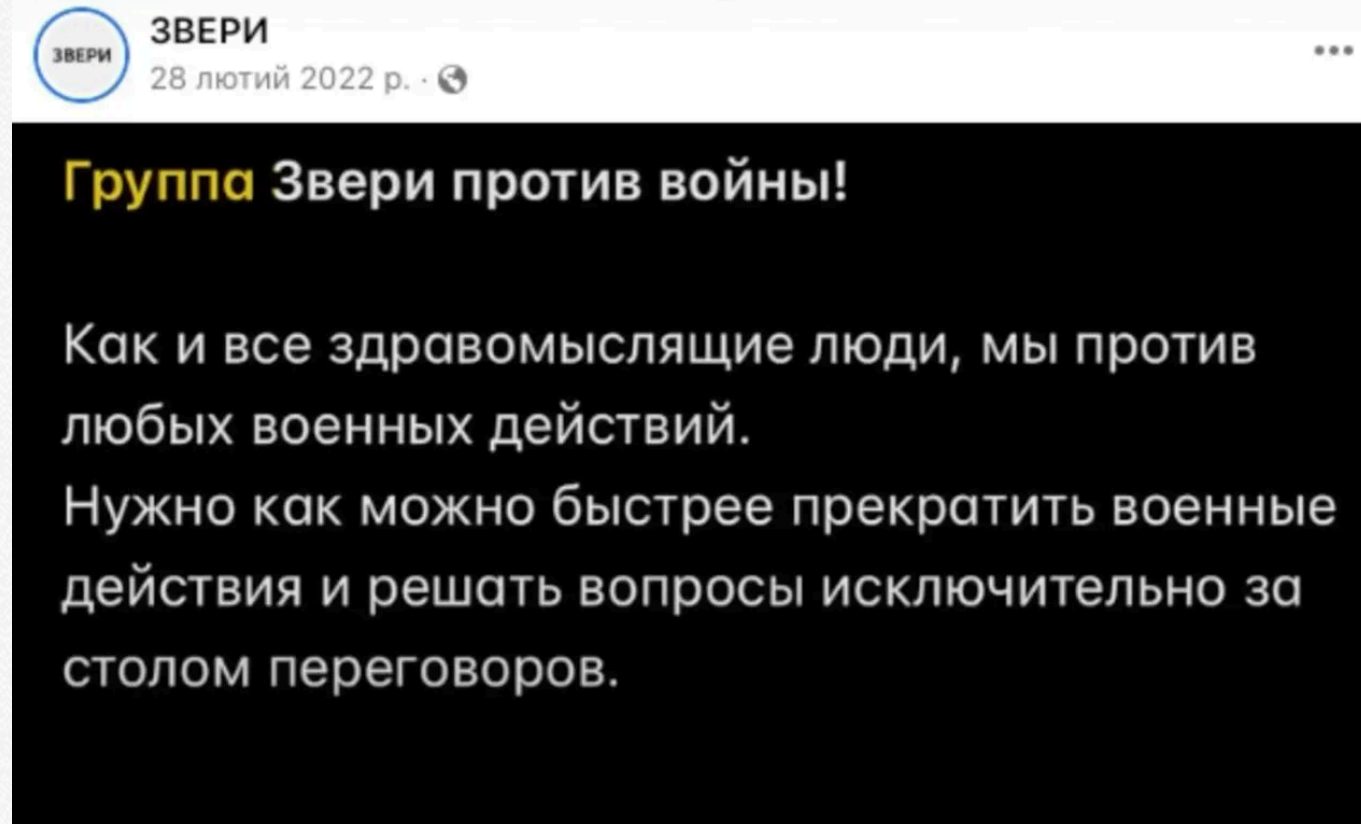 ЗВЕРИ
ЗВЕРИ
28 лютий 2022 р. ·
Группа Звери против войны!
Как и все здравомыслящие люди, мы против
любых военных действий.
Нужно как можно быстрее прекратить военные
действия и решать вопросы исключительно за
столом переговоров.